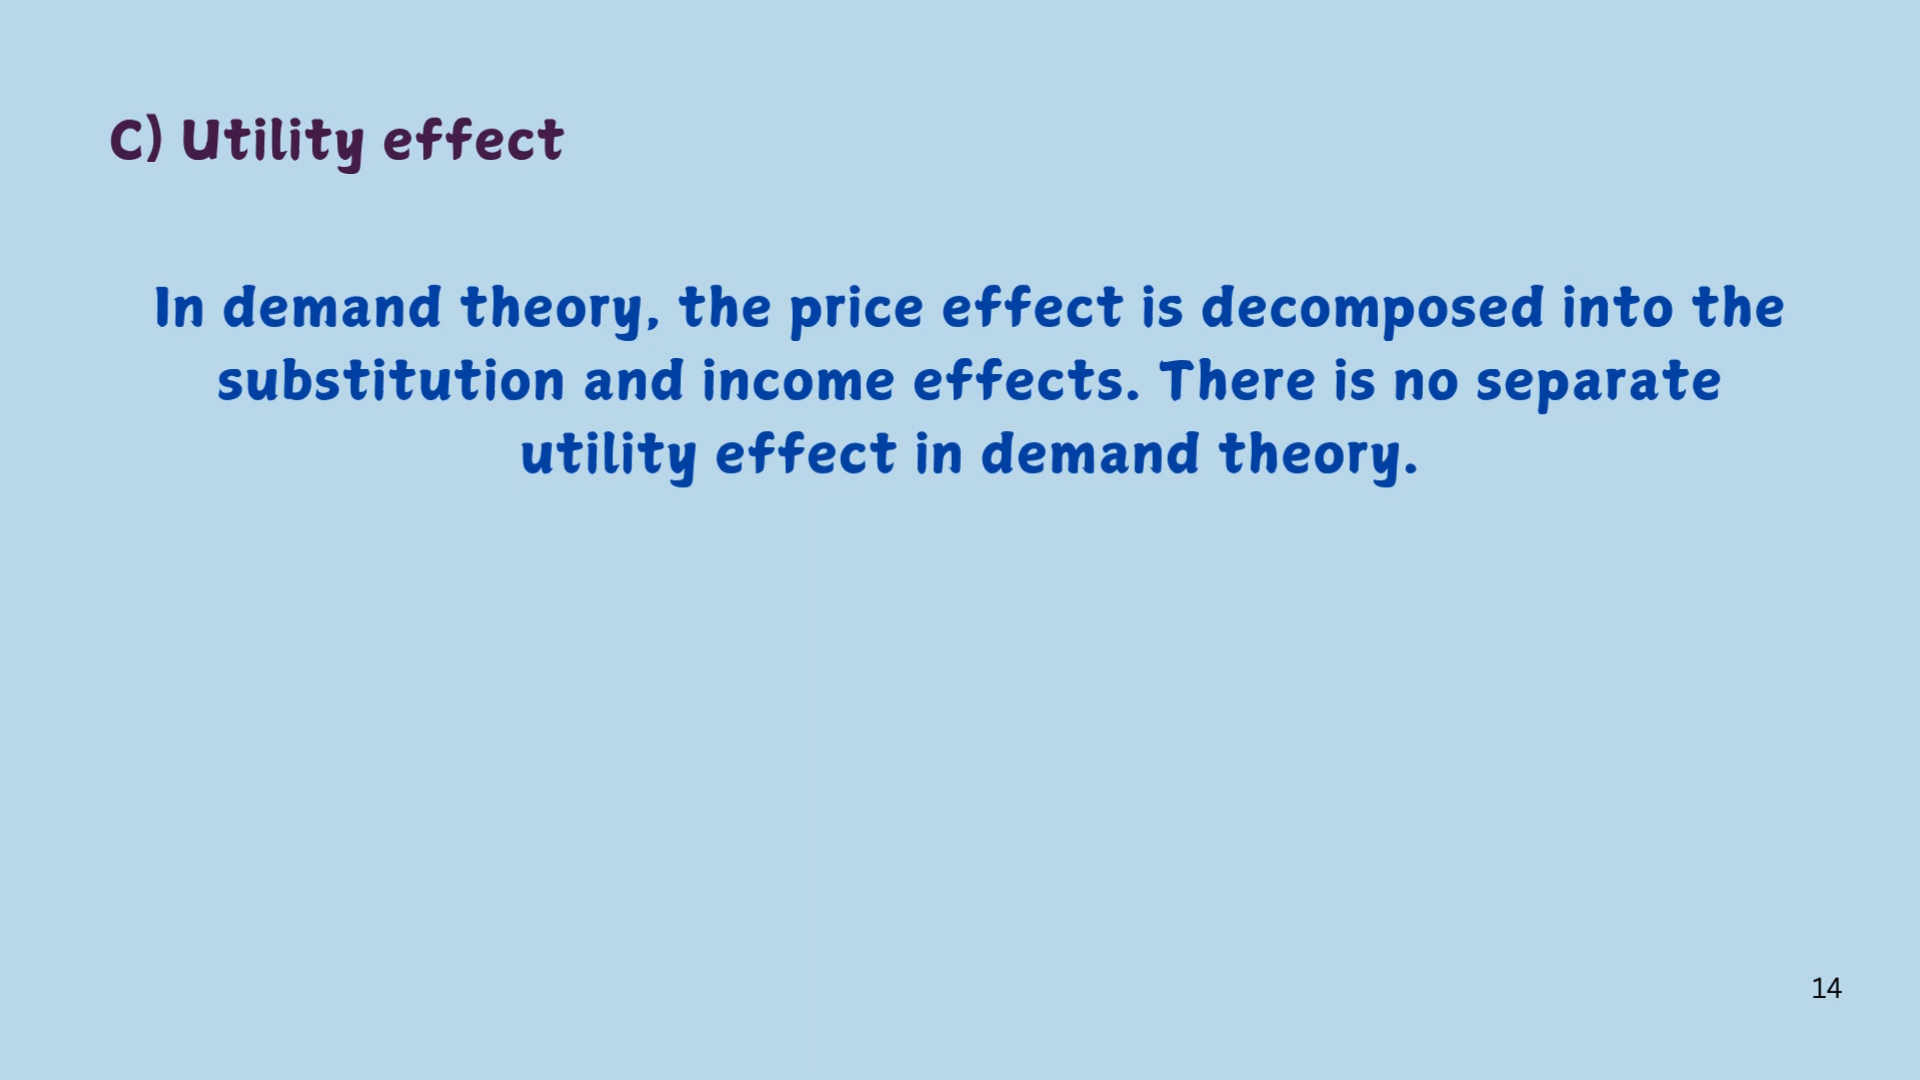 C) Utility effect
In demand theory, the price effect is decomposed into the
substitution and income effects. There is no separate
utility effect in demand theory.
14